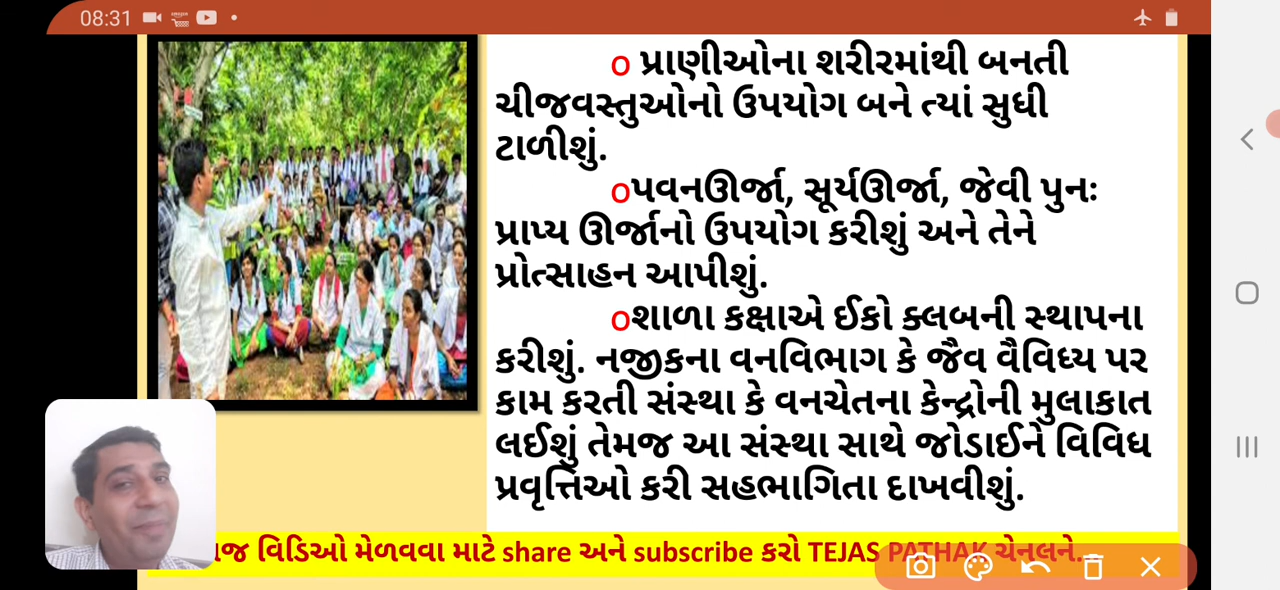 08:31
o પ્રાણીઓના શરીરમાંથી બનતી
ચીજવસ્તુઓનો ઉપયોગ બને ત્યાં સુધી
ટાળીશું.
oપવનઊર્જા, સૂર્યઊર્જા, જેવી પુનઃ
પ્રાપ્ય ઊર્જાનો ઉપયોગ કરીશું અને તેને
પ્રોત્સાહન આપીશું.
oશાળા કક્ષાએ ઈકો ક્લબની સ્થાપના
કરીશું. નજીકના વનવિભાગ કે જૈવ વૈવિધ્ય પર
કામ કરતી સંસ્થા કે વનચેતના કેન્દ્રોની મુલાકાત
લઈશું તેમજ આ સંસ્થા સાથે જોડાઈને વિવિધ
પ્રવૃત્તિઓ કરી સહભાગિતા દાખવીશું.
વિડિઓ મેળવવા માટે share અને subscribe કરો TEJAS PATHAK ચેનલને...